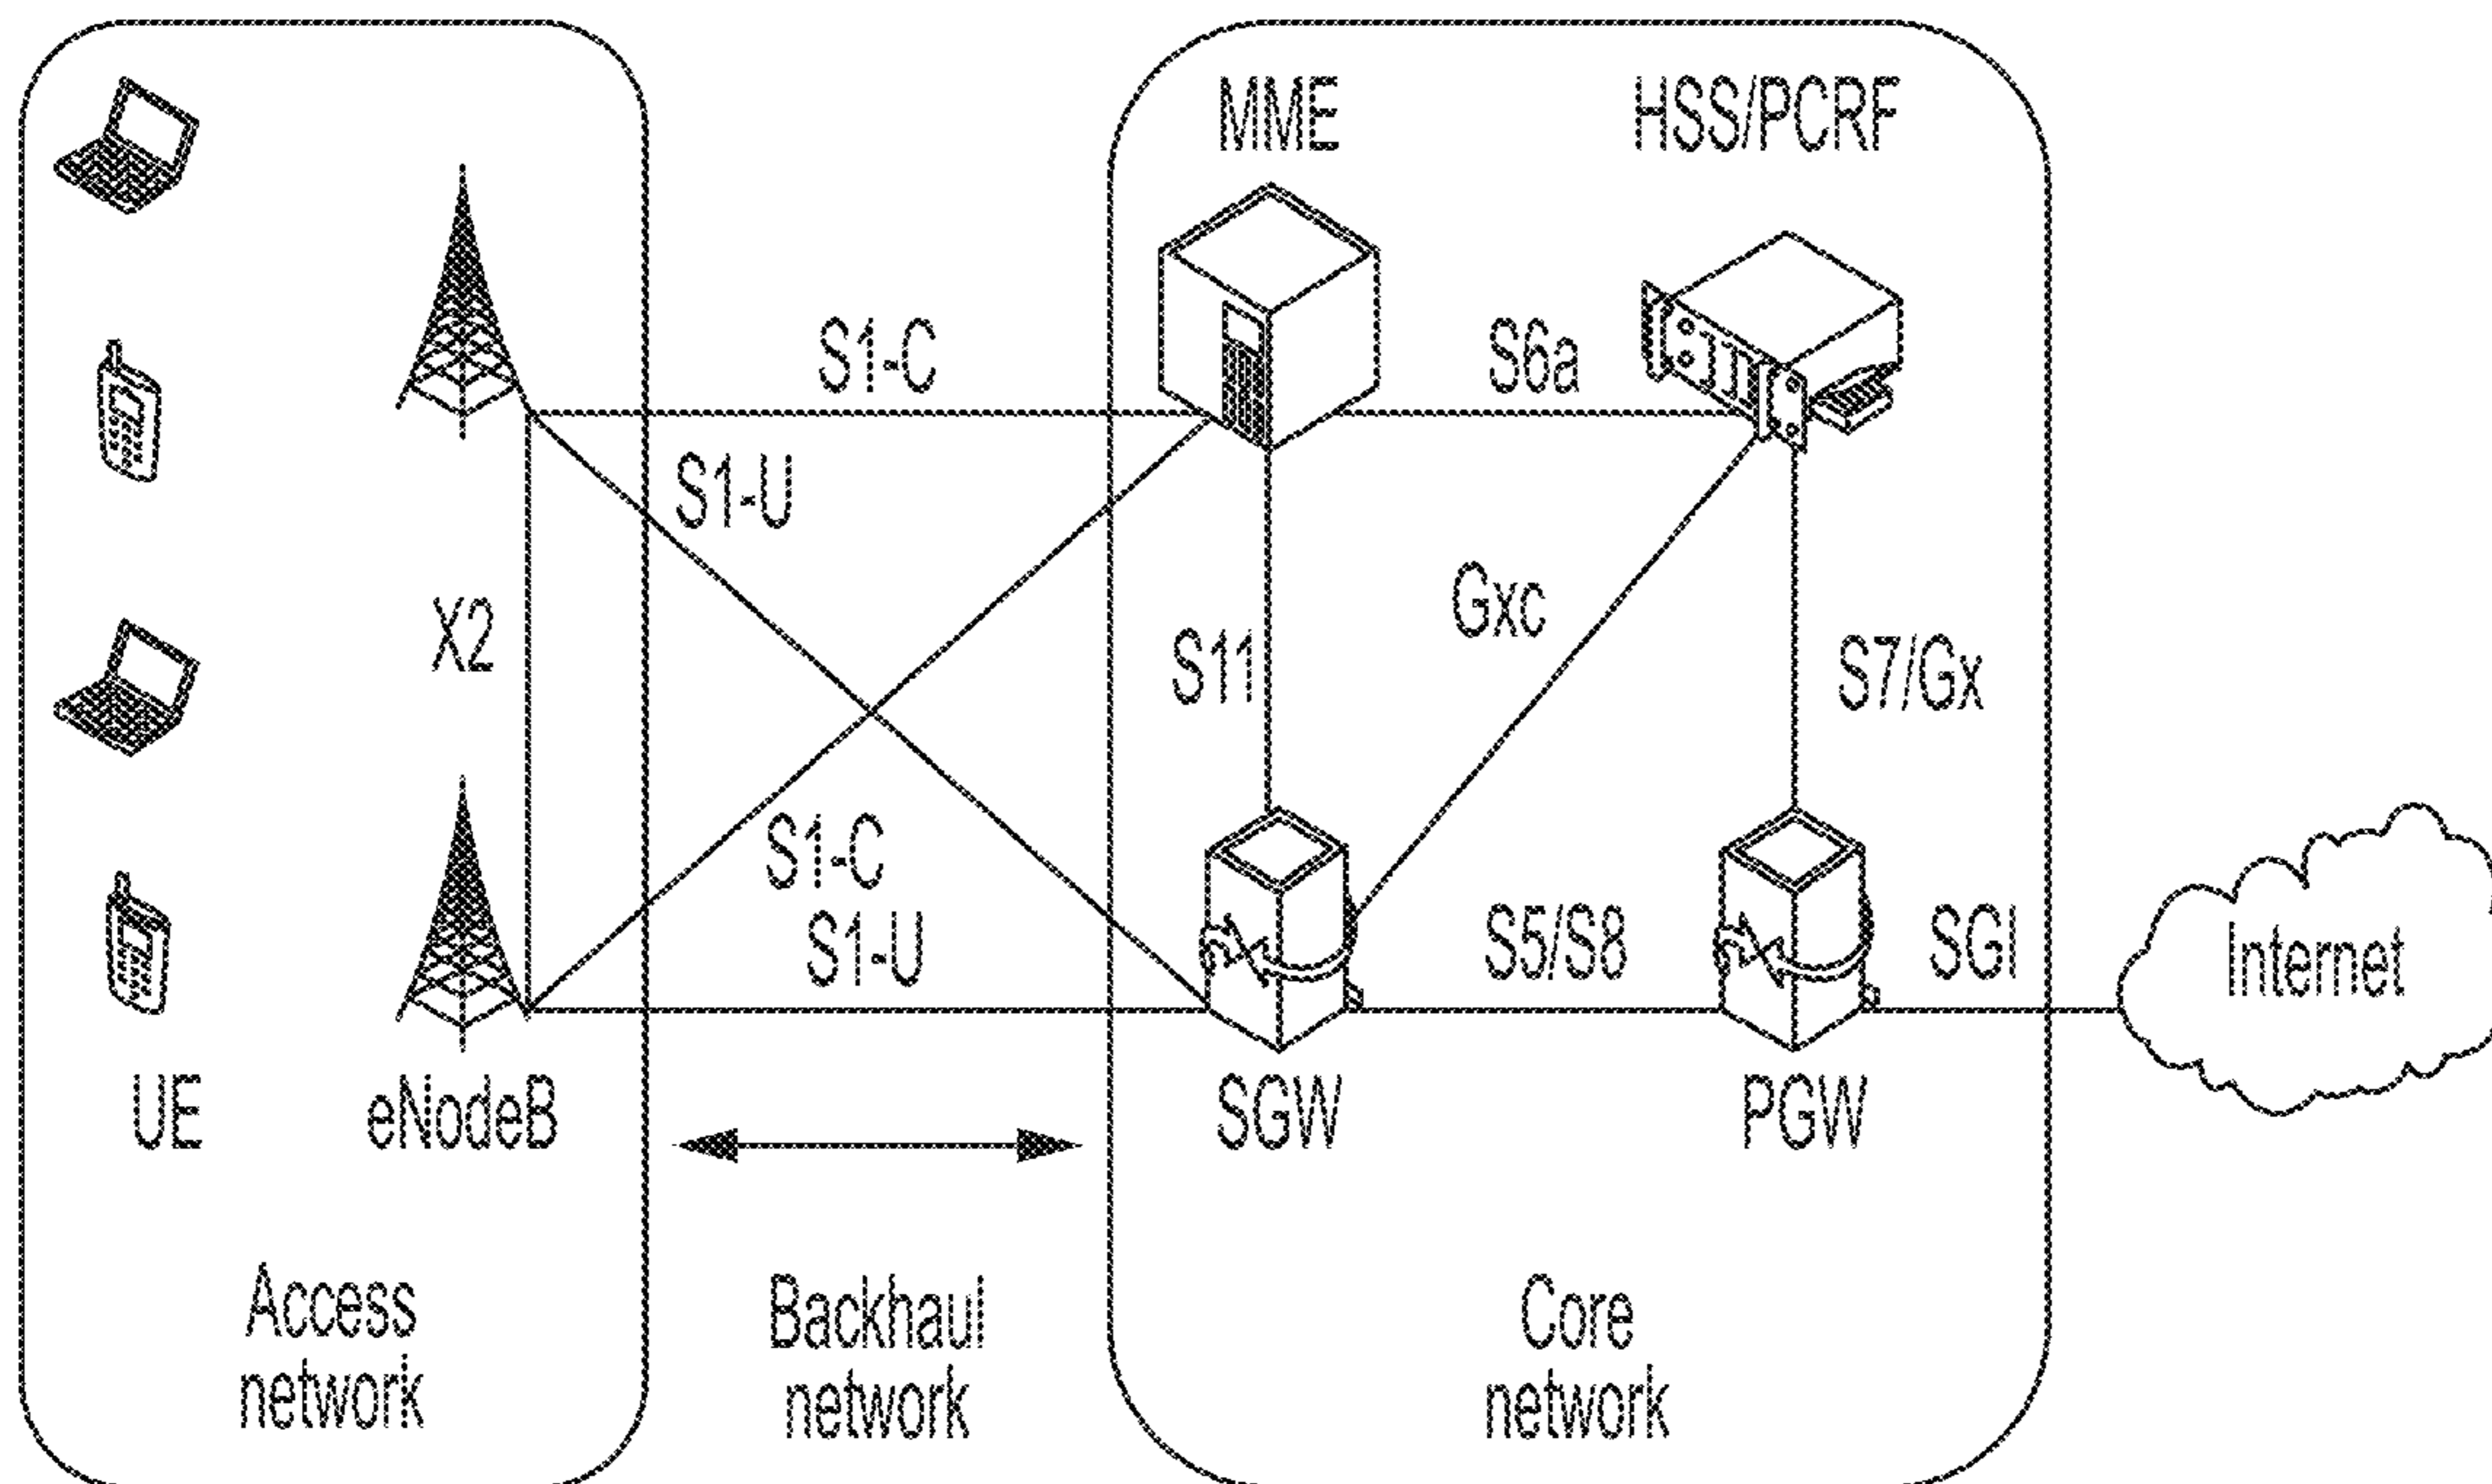 MME
HSS/PCRF
S1-C
S6a
S1-U
X2
Gxc
S11
S7/Gx
S1-C
S1-U
S5/S8
SGI
Internet
UE
eNodeB
SGW
PGW
Access
network
Backhaul
network
Core
network